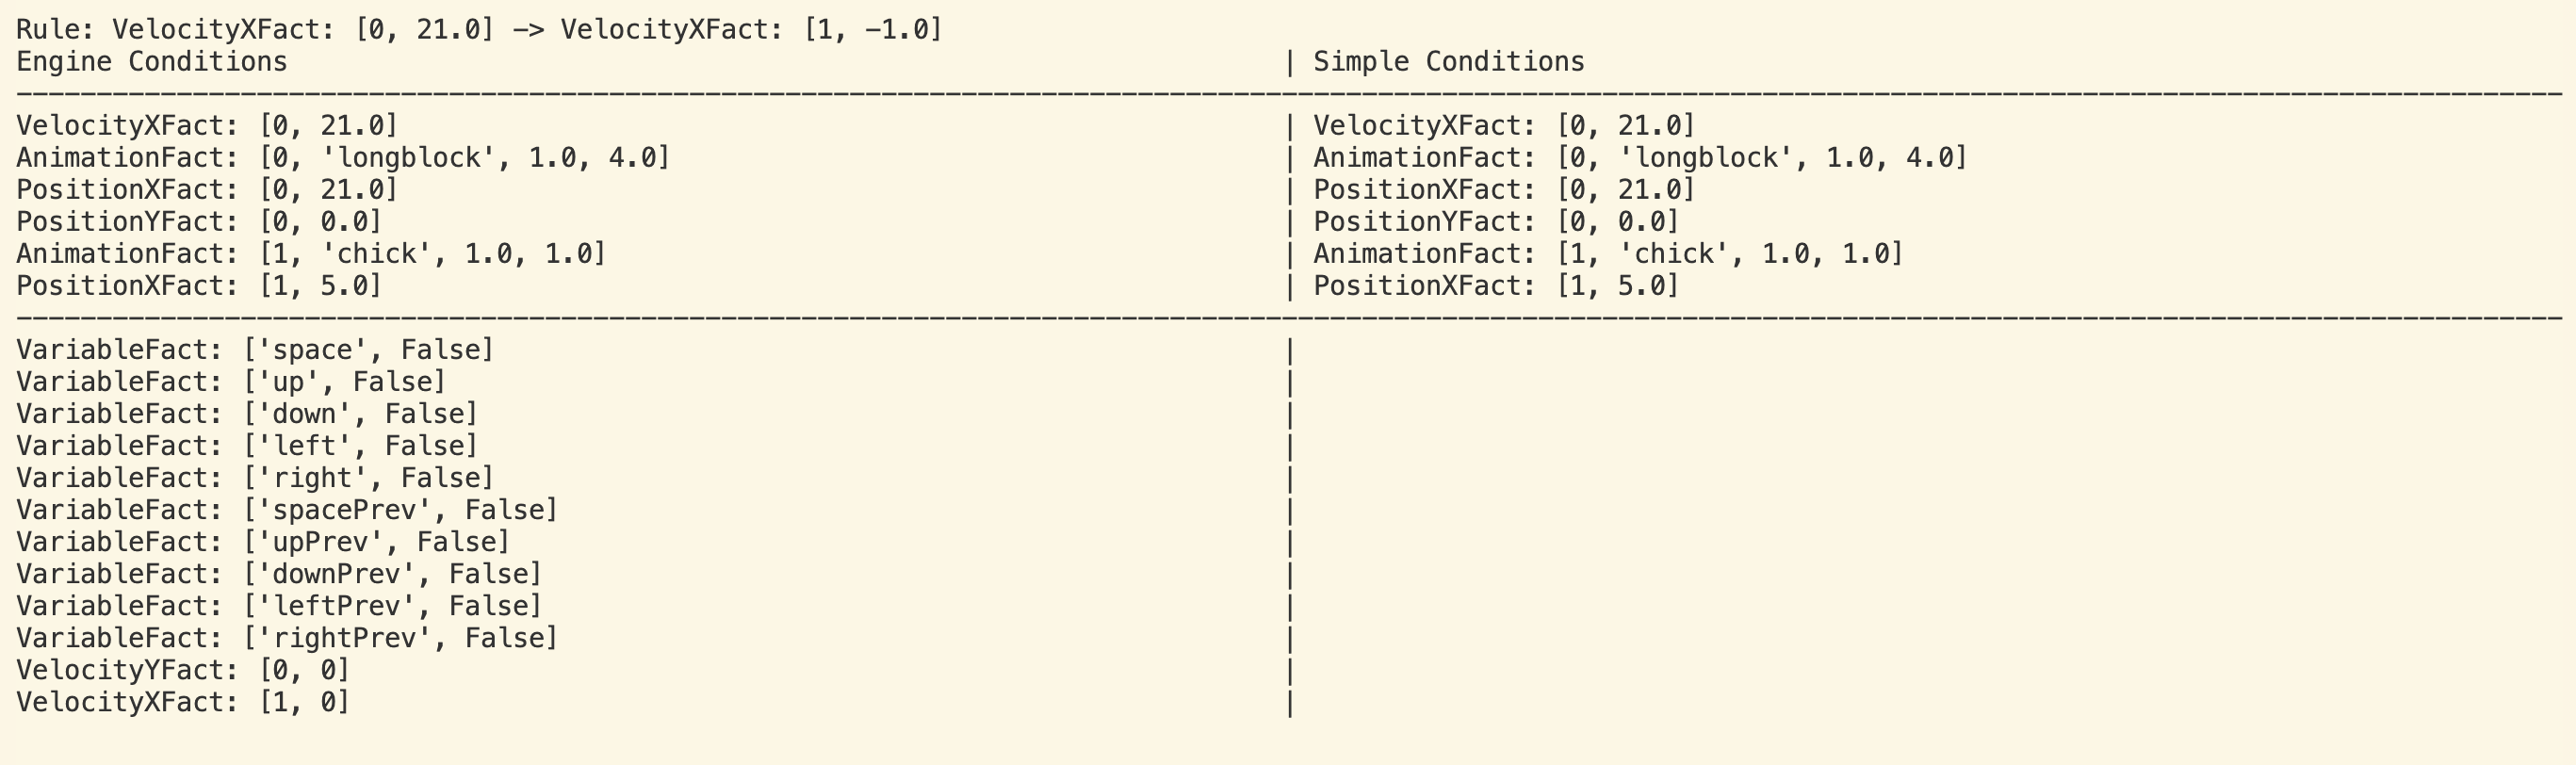 Rule: VelocityXFact: [0, 21.0] -> VelocityXFact: [1, -1.0]
Engine Conditions | Simple Conditions
VelocityXFact: [0, 21.0] | VelocityXFact: [0, 21.0]
AnimationFact: [0, 'longblock', 1.0, 4.0] | AnimationFact: [0, 'longblock', 1.0, 4.0]
PositionXFact: [0, 21.0] | PositionXFact: [0, 21.0]
PositionYFact: [0, 0.0] | PositionYFact: [0, 0.0]
AnimationFact: [1, 'chick', 1.0, 1.0] | AnimationFact: [1, 'chick', 1.0, 1.0]
PositionXFact: [1, 5.0] | PositionXFact: [1, 5.0]
VariableFact: ['space', False] |
VariableFact: ['up', False] |
VariableFact: ['down', False] |
VariableFact: ['left', False] |
VariableFact: ['right', False] |
VariableFact: ['spacePrev', False] |
VariableFact: ['upPrev', False] |
VariableFact: ['downPrev', False] |
VariableFact: ['leftPrev', False] |
VariableFact: ['rightPrev', False] |
VelocityYFact: [0, 0] |
VelocityXFact: [1, 0] |